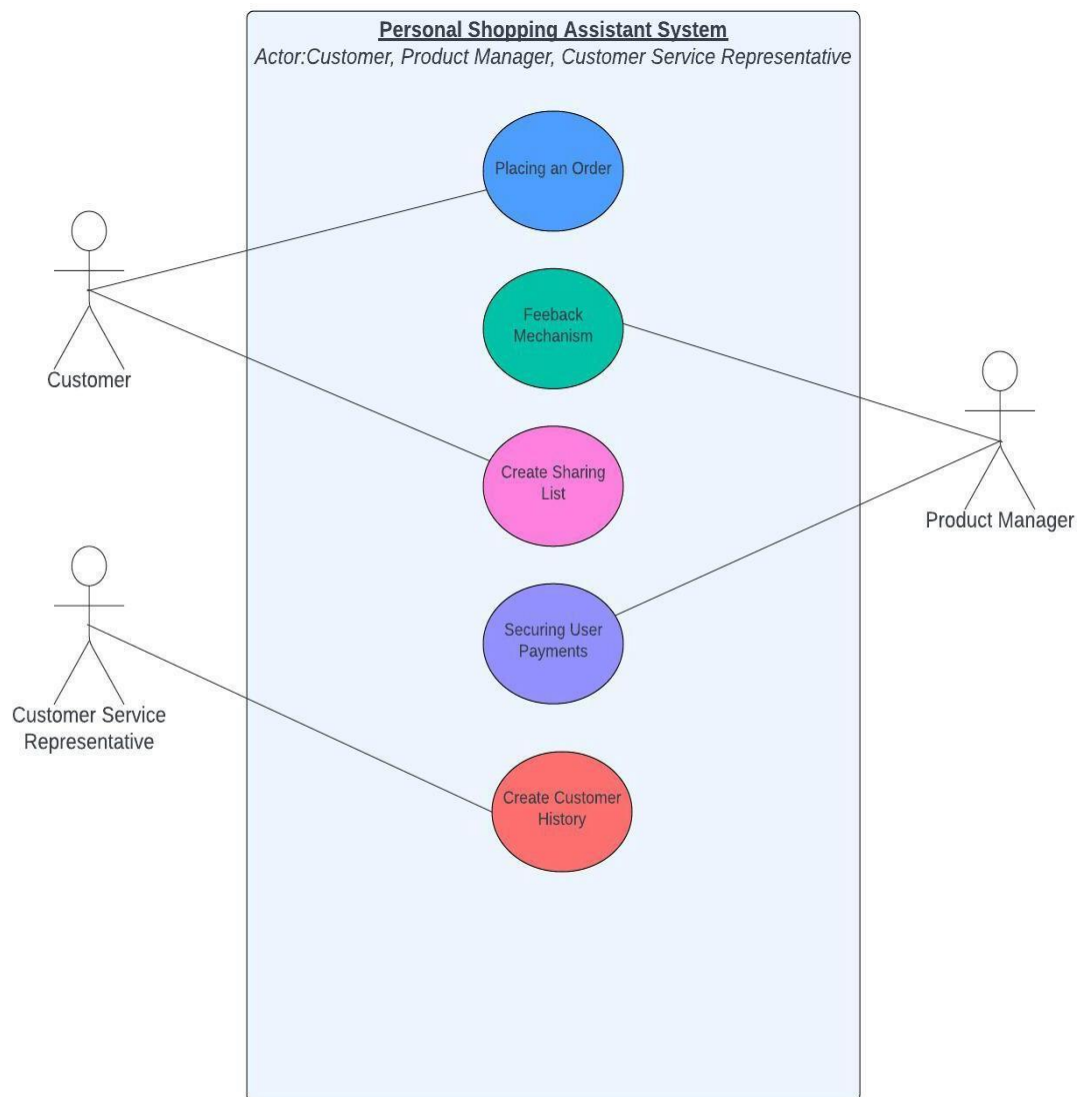 Personal Shopping Assistant System
Actor:Customer, Product Manager, Customer Service Representative
Placing an Order
Feeback
Mechanism
Customer
Create Sharing
List
Product Manager
Securing User
Payments
Customer Service
Representative
Create Customer
History